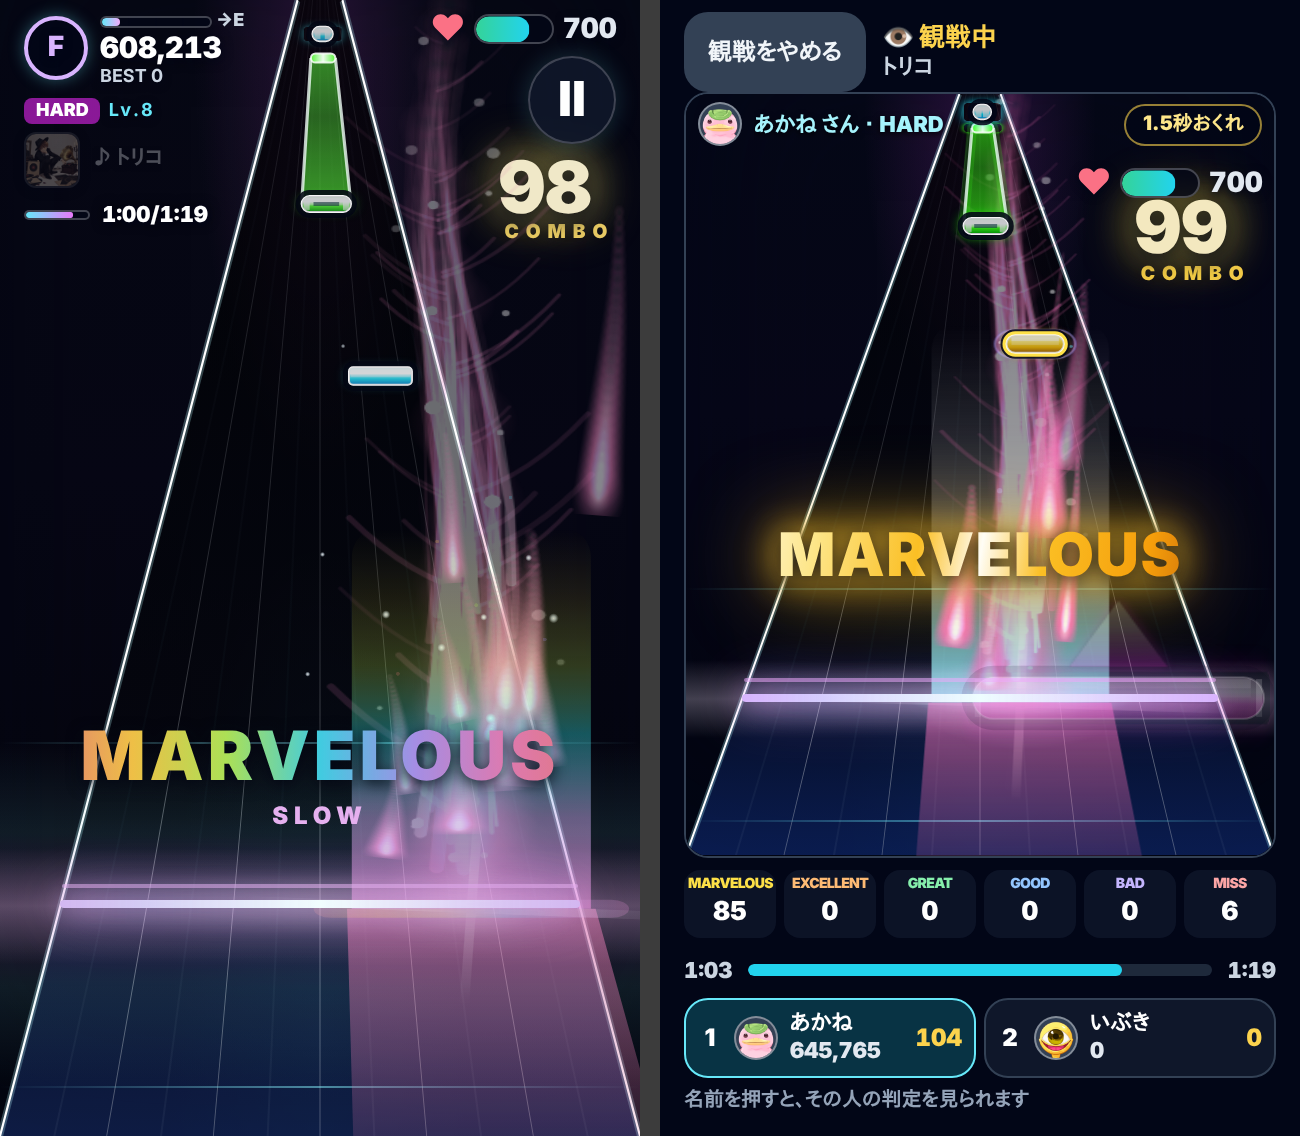 F
→E
608,213
BEST 0
HARD Lv.8
♪ トリコ
1:00/1:19
700
98
COMBO
MARVELOUS
SLOW
観戦をやめる
観戦中
トリコ
あかね さん・HARD
1.5秒おくれ
700
99
COMBO
MARVELOUS
MARVELOUS EXCELLENT GREAT GOOD BAD MISS
85 0 0 0 0 6
1:03 1:19
1 あかね 645,765 104
2 いぶき 0 0
名前を押すと、その人の判定を見られます